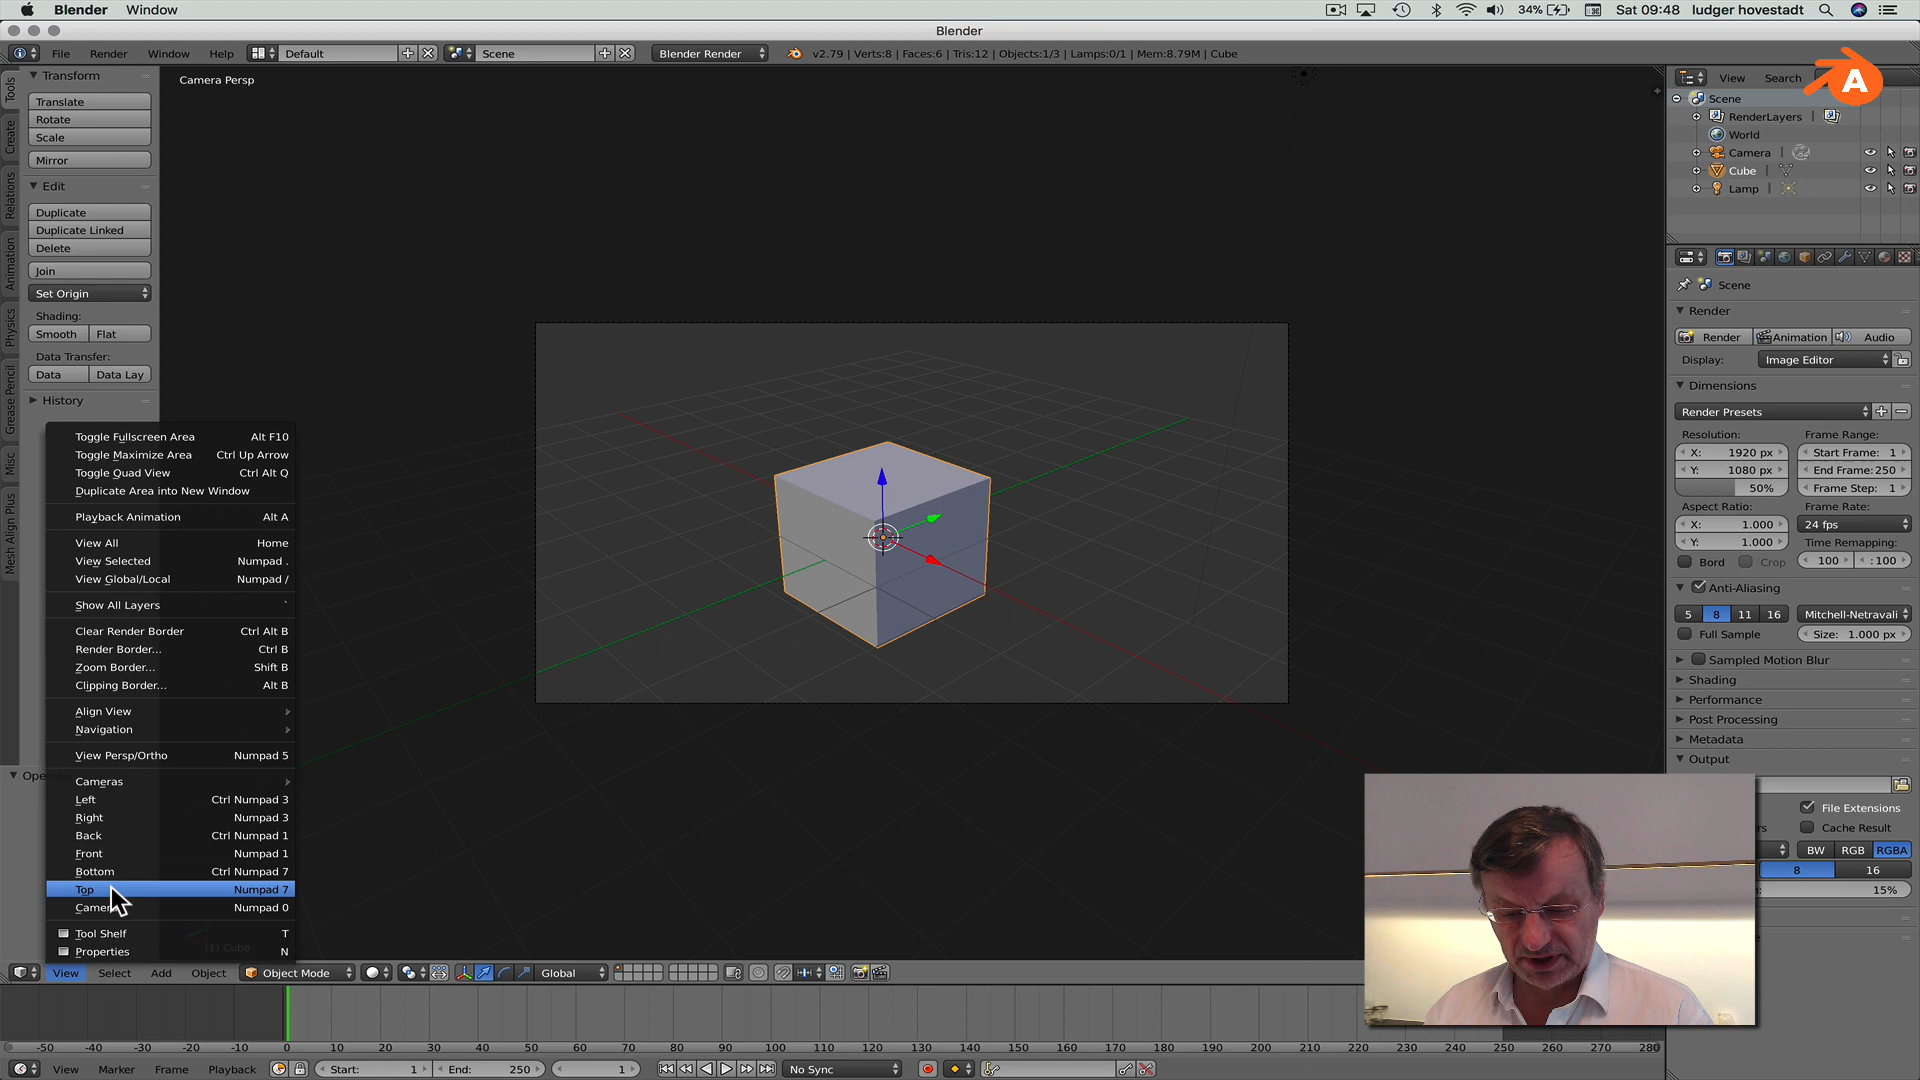 Blender Window
34% Sat 09:48 ludger hovestadt
Blender
File Render Window Help Default Scene Blender Render v2.79 | Verts:8 | Faces:6 | Tris:12 | Objects:1/3 | Lamps:0/1 | Mem:8.79M | Cube
A
Tools
Create
Relations
Animation
Physics
Grease Pencil
Misc
Mesh Align Plus
Transform
Translate
Rotate
Scale
Mirror
Edit
Duplicate
Duplicate Linked
Delete
Join
Set Origin
Shading:
Smooth Flat
Data Transfer:
Data Data Lay
History
Camera Persp
Toggle Fullscreen Area Alt F10
Toggle Maximize Area Ctrl Up Arrow
Toggle Quad View Ctrl Alt Q
Duplicate Area into New Window
Playback Animation Alt A
View All Home
View Selected Numpad .
View Global/Local Numpad /
Show All Layers `
Clear Render Border Ctrl Alt B
Render Border... Ctrl B
Zoom Border... Shift B
Clipping Border... Alt B
Align View
Navigation
View Persp/Ortho Numpad 5
Cameras
Left Ctrl Numpad 3
Right Numpad 3
Back Ctrl Numpad 1
Front Numpad 1
Bottom Ctrl Numpad 7
Top Numpad 7
Numpad 0
Tool Shelf T
Properties N
(1) Cube
View Select Add Object Object Mode Global
-50 -40 -30 -20 -10 0 10 20 30 40 50 60 70 80 90 100 110 120 130 140 150 160 170 180 190 200 210 220 230 240 250 260 270 280
View Marker Frame Playback Start: 1 End: 250 1 No Sync
View Search
Scene
RenderLayers
World
Camera
Cube
Lamp
Scene
Render
Render Animation Audio
Display: Image Editor
Dimensions
Render Presets
Resolution: Frame Range:
X: 1920 px Start Frame: 1
Y: 1080 px End Frame: 250
50% Frame Step: 1
Aspect Ratio: Frame Rate:
X: 1.000 24 fps
Y: 1.000 Time Remapping:
Bord Crop 100 : 100
Anti-Aliasing
5 8 11 16 Mitchell-Netravali
Full Sample Size: 1.000 px
Sampled Motion Blur
Shading
Performance
Post Processing
Metadata
Output
File Extensions
Cache Result
BW RGB RGBA
8 16
15%